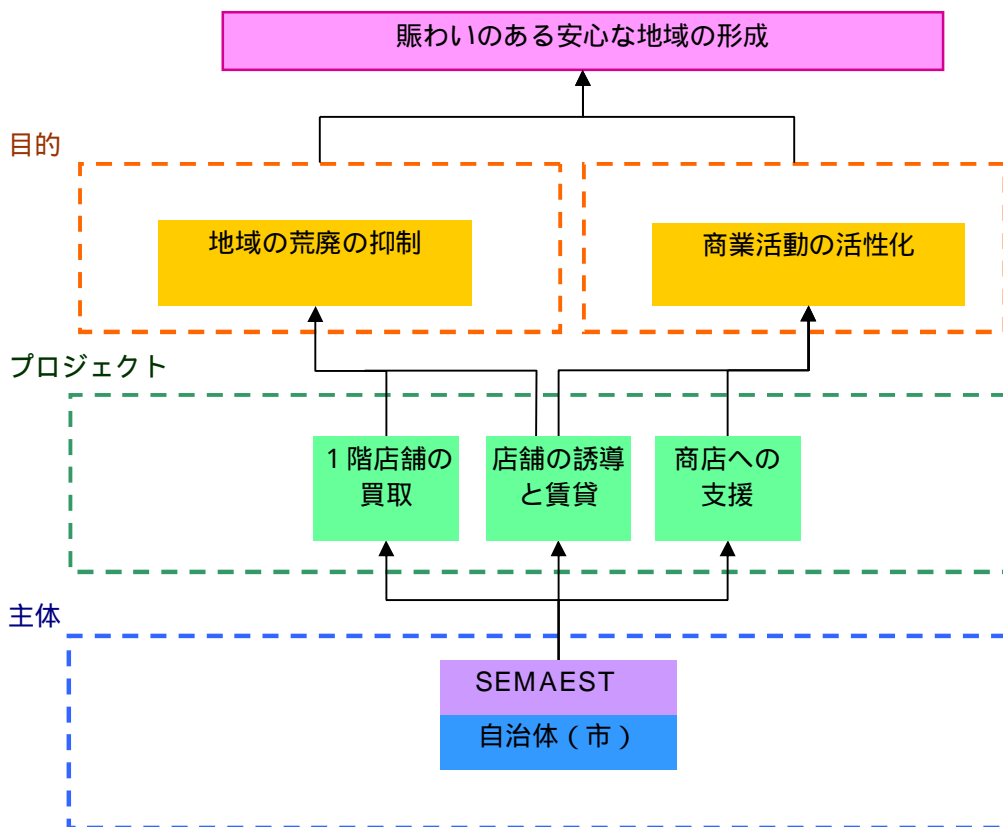 賑わいのある安心な地域の形成
目的
地域の荒廃の抑制
商業活動の活性化
プロジェクト
１階店舗の
買取
店舗の誘導
と賃貸
商店への
支援
主体
SEMAEST
自治体（市）